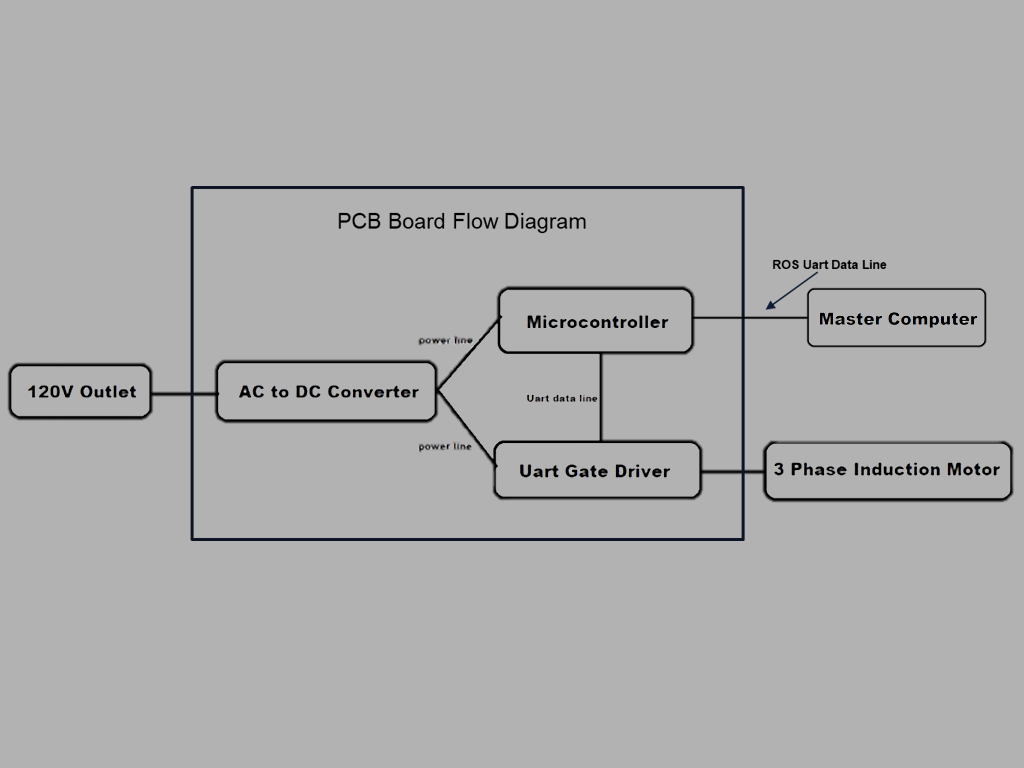 PCB Board Flow Diagram
ROS Uart Data Line
Microcontroller
Master Computer
power line
120V Outlet
AC to DC Converter
Uart data line
power line
Uart Gate Driver
3 Phase Induction Motor